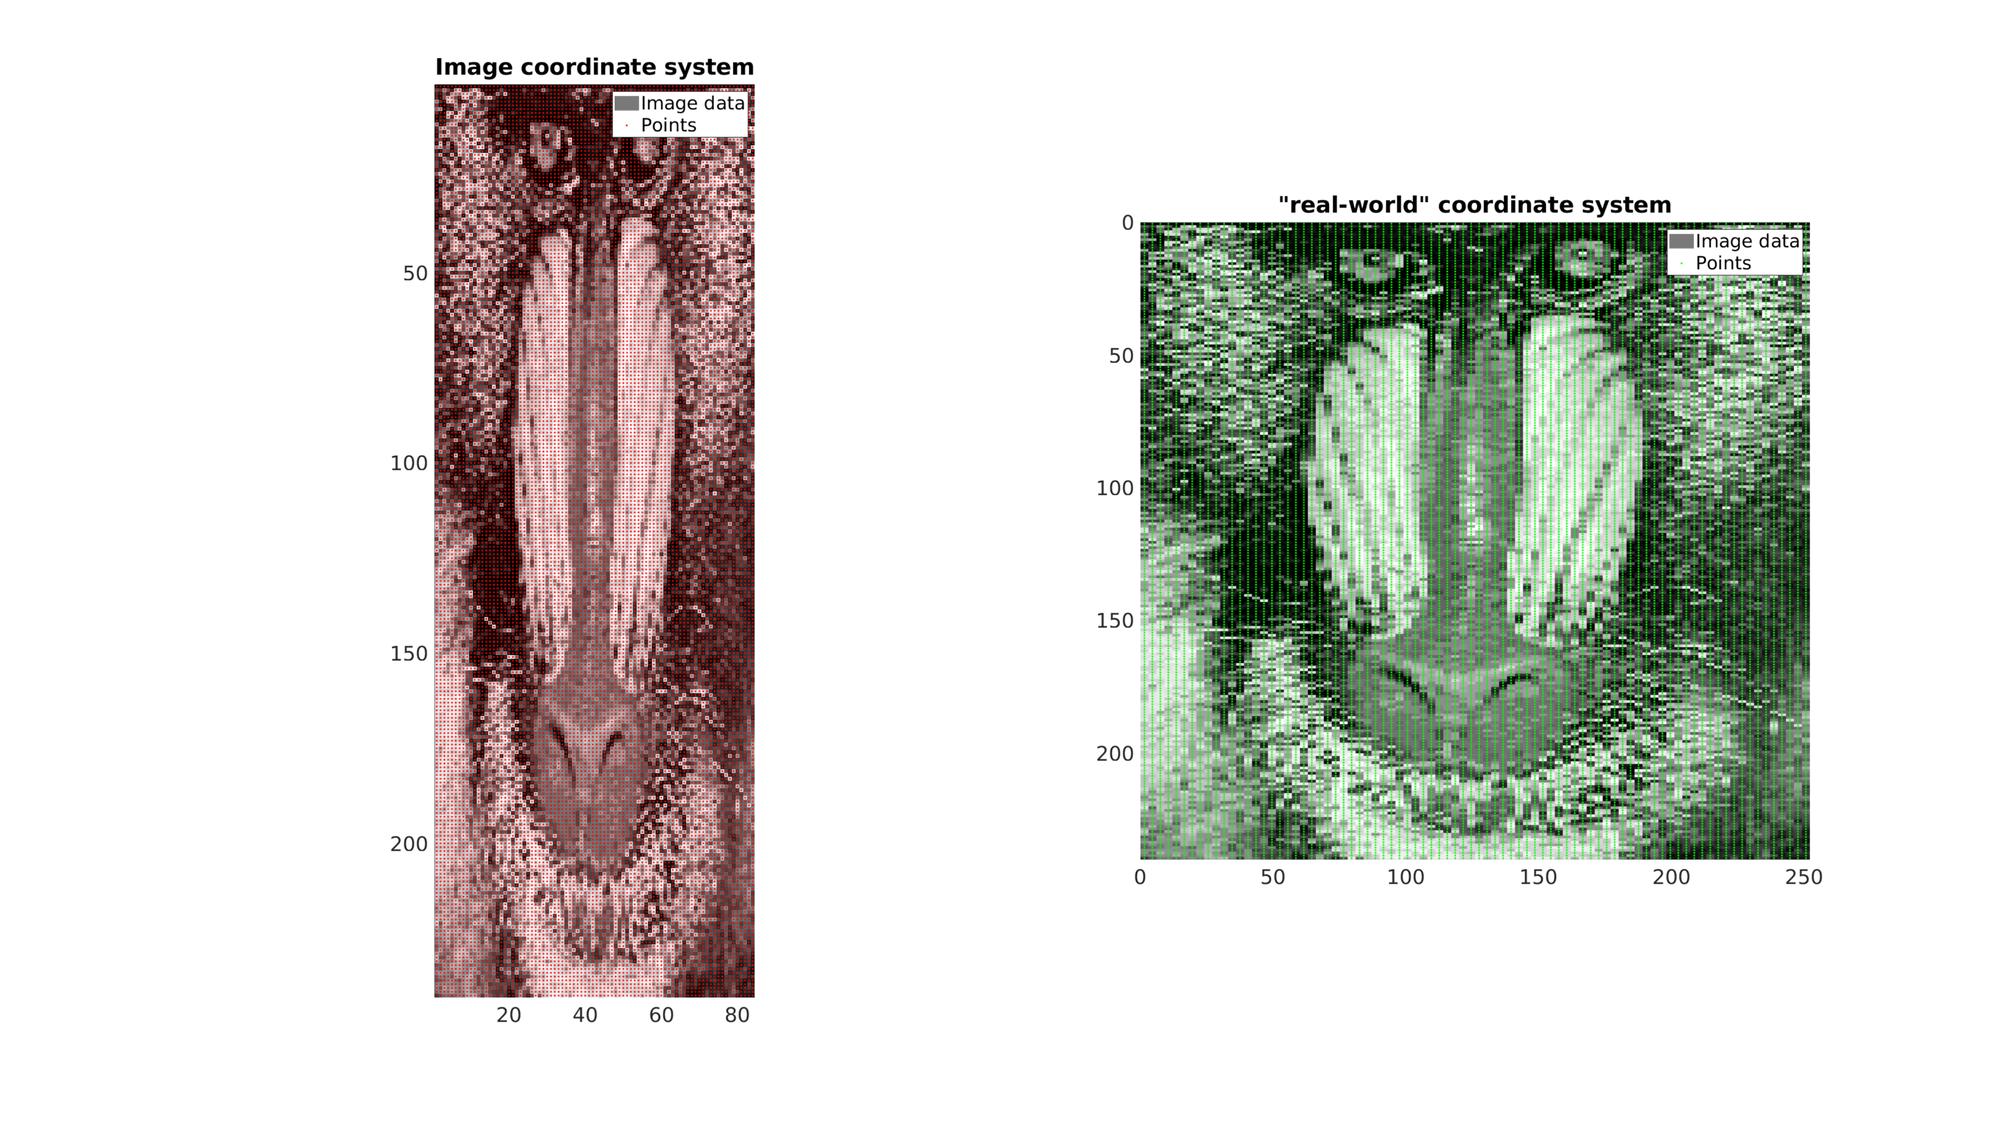 Image coordinate system
Image data
Points
50
100
150
200
20 40 60 80
"real-world" coordinate system
Image data
Points
0
50
100
150
200
0 50 100 150 200 250